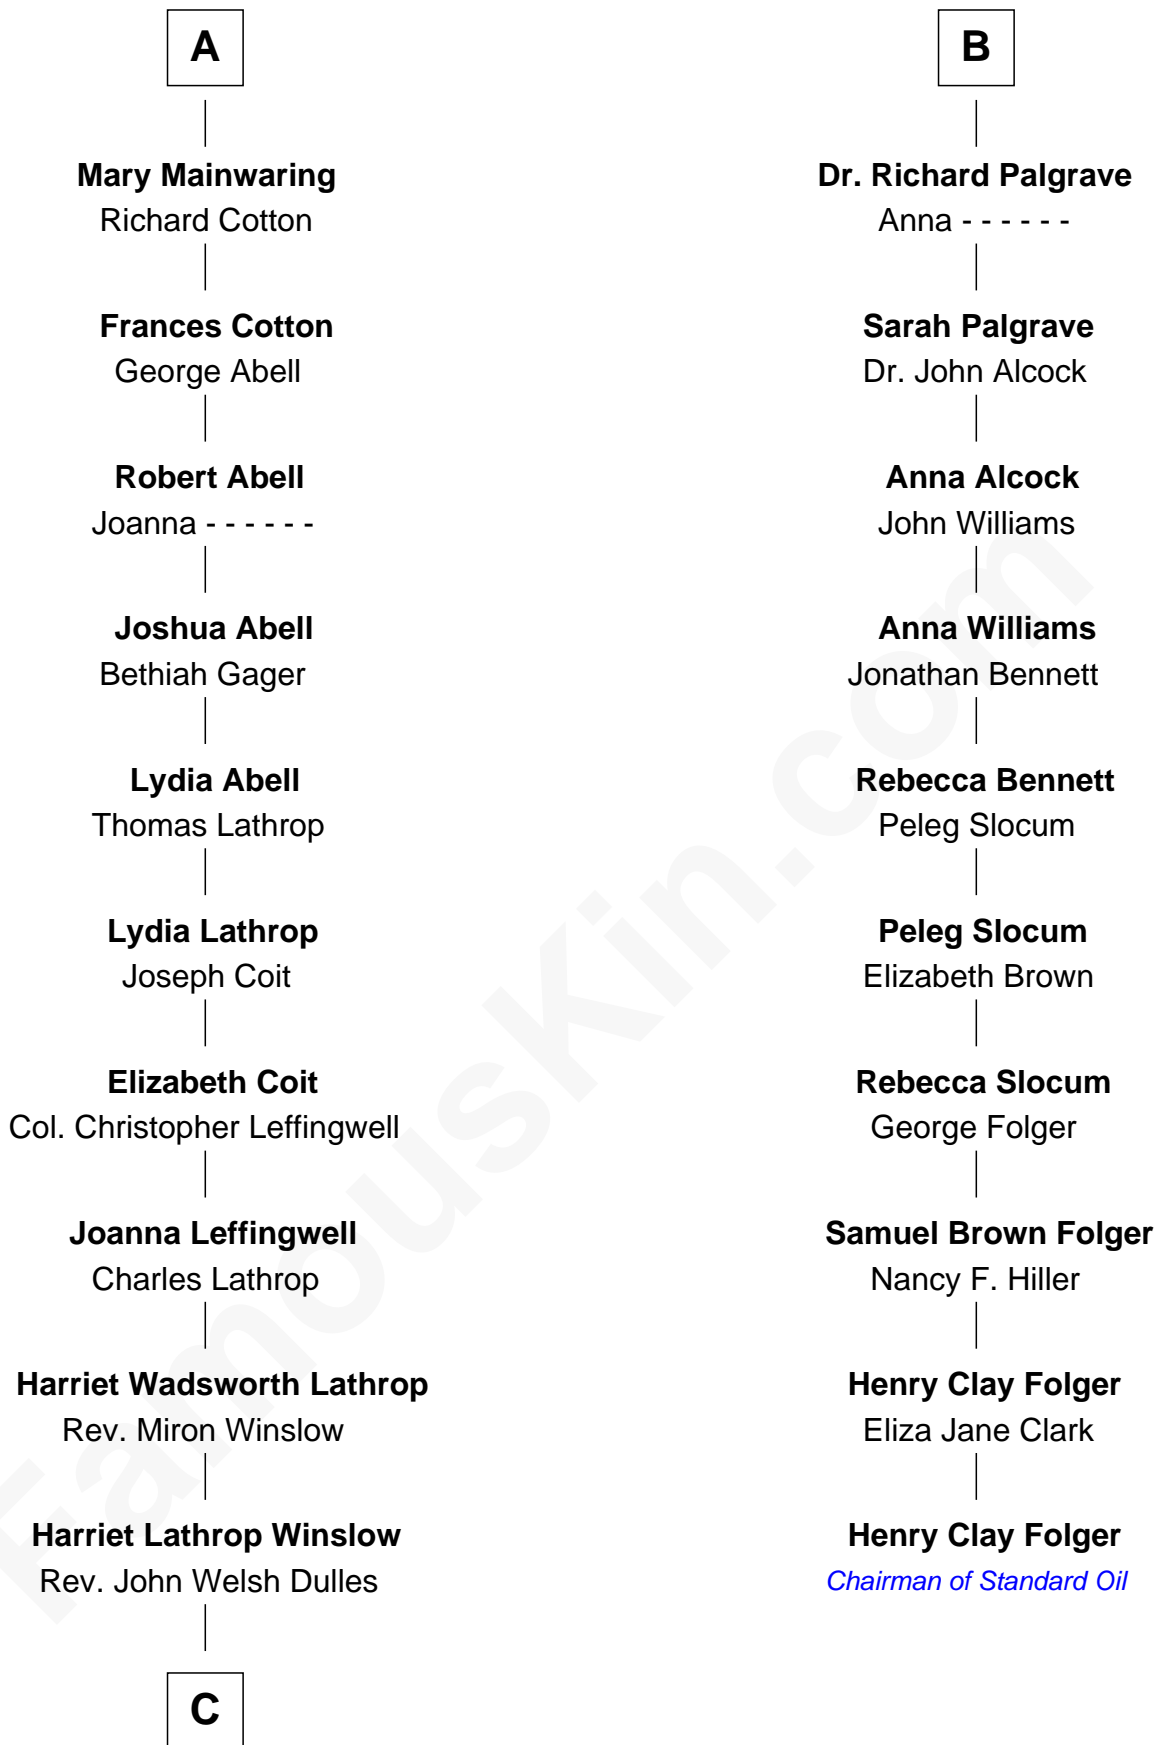 A
Mary Mainwaring
Richard Cotton
Frances Cotton
George Abell
Robert Abell
Joanna - - - - - -
Joshua Abell
Bethiah Gager
Lydia Abell
Thomas Lathrop
Lydia Lathrop
Joseph Coit
Elizabeth Coit
Col. Christopher Leffingwell
Joanna Leffingwell
Charles Lathrop
Harriet Wadsworth Lathrop
Rev. Miron Winslow
Harriet Lathrop Winslow
Rev. John Welsh Dulles
C
B
Dr. Richard Palgrave
Anna - - - - - -
Sarah Palgrave
Dr. John Alcock
Anna Alcock
John Williams
Anna Williams
Jonathan Bennett
Rebecca Bennett
Peleg Slocum
Peleg Slocum
Elizabeth Brown
Rebecca Slocum
George Folger
Samuel Brown Folger
Nancy F. Hiller
Henry Clay Folger
Eliza Jane Clark
Henry Clay Folger
Chairman of Standard Oil
FamousKin.com